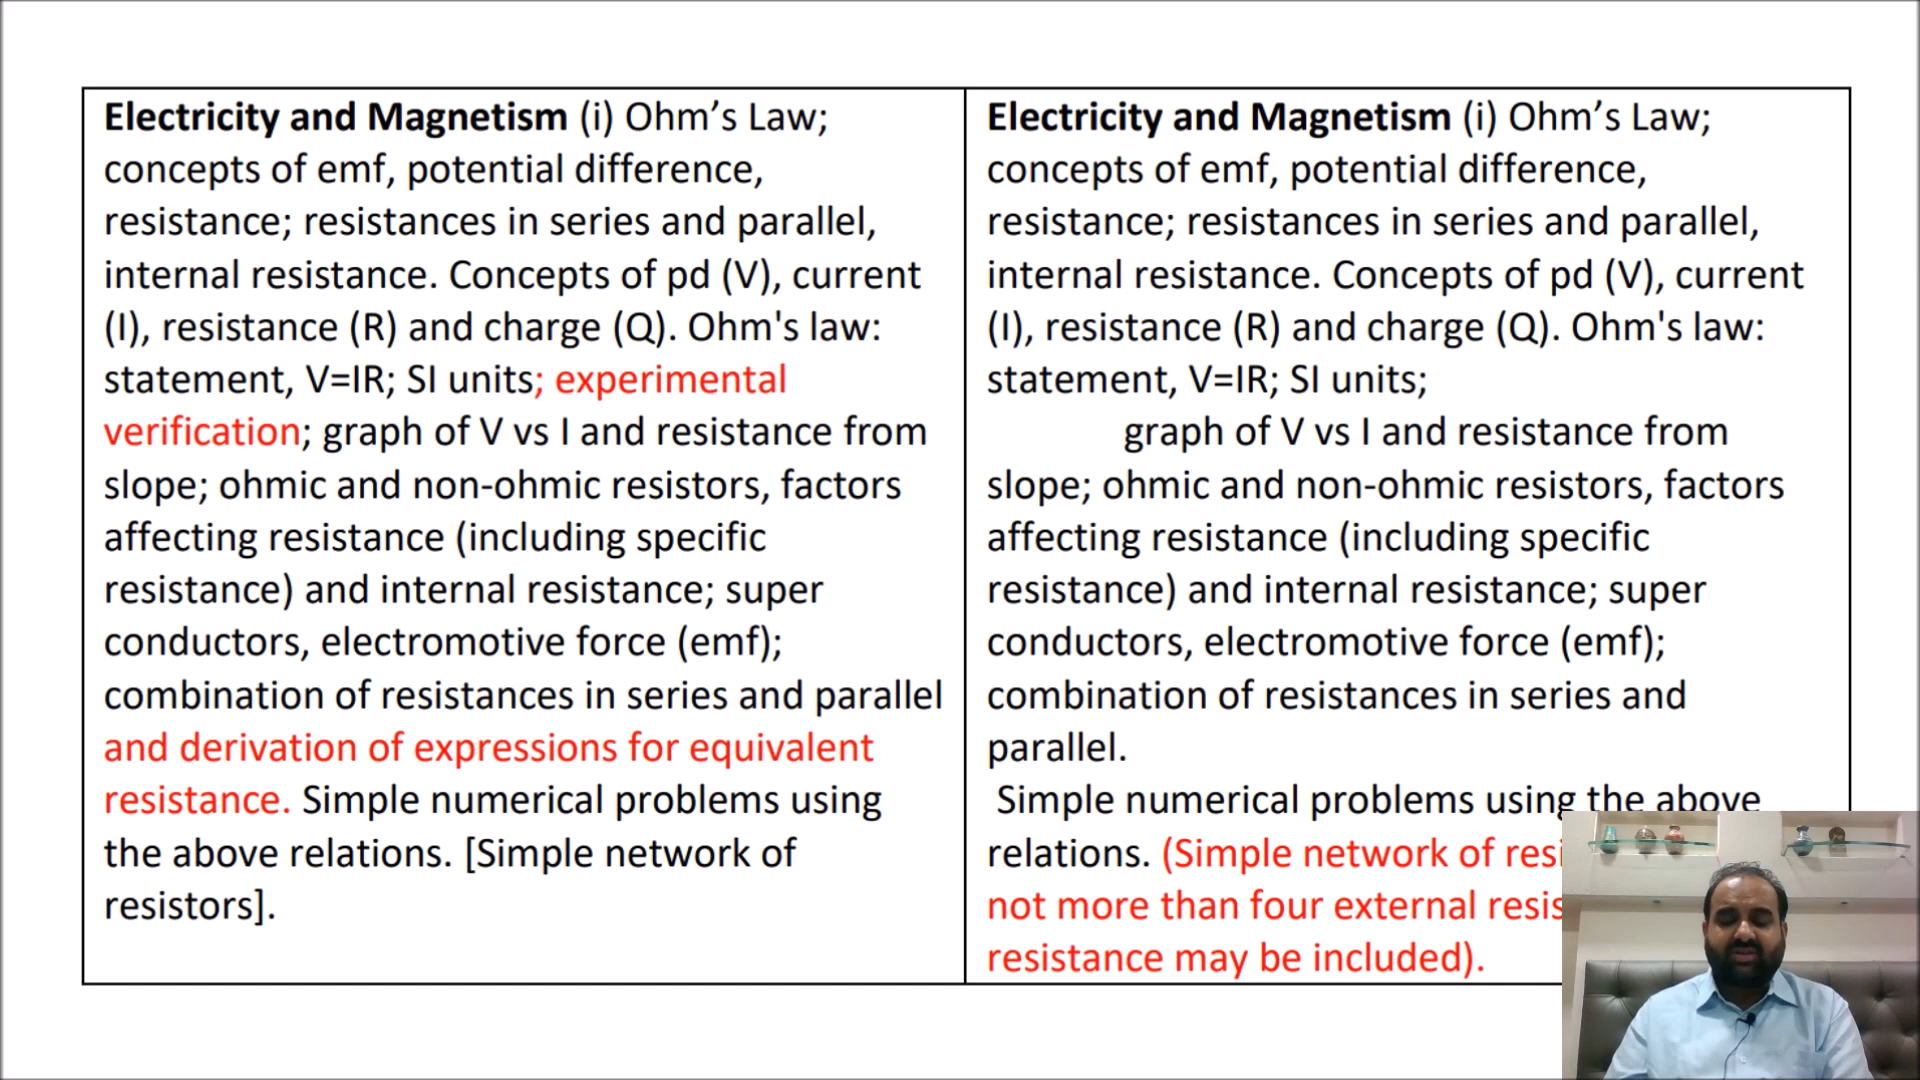 Electricity and Magnetism (i) Ohm’s Law;
concepts of emf, potential difference,
resistance; resistances in series and parallel,
internal resistance. Concepts of pd (V), current
(I), resistance (R) and charge (Q). Ohm's law:
statement, V=IR; SI units; experimental
verification; graph of V vs I and resistance from
slope; ohmic and non-ohmic resistors, factors
affecting resistance (including specific
resistance) and internal resistance; super
conductors, electromotive force (emf);
combination of resistances in series and parallel
and derivation of expressions for equivalent
resistance. Simple numerical problems using
the above relations. [Simple network of
resistors].
Electricity and Magnetism (i) Ohm’s Law;
concepts of emf, potential difference,
resistance; resistances in series and parallel,
internal resistance. Concepts of pd (V), current
(I), resistance (R) and charge (Q). Ohm's law:
statement, V=IR; SI units;
graph of V vs I and resistance from
slope; ohmic and non-ohmic resistors, factors
affecting resistance (including specific
resistance) and internal resistance; super
conductors, electromotive force (emf);
combination of resistances in series and
parallel.
Simple numerical problems using the above
relations. (Simple network of
not more than four external
resistance may be included).